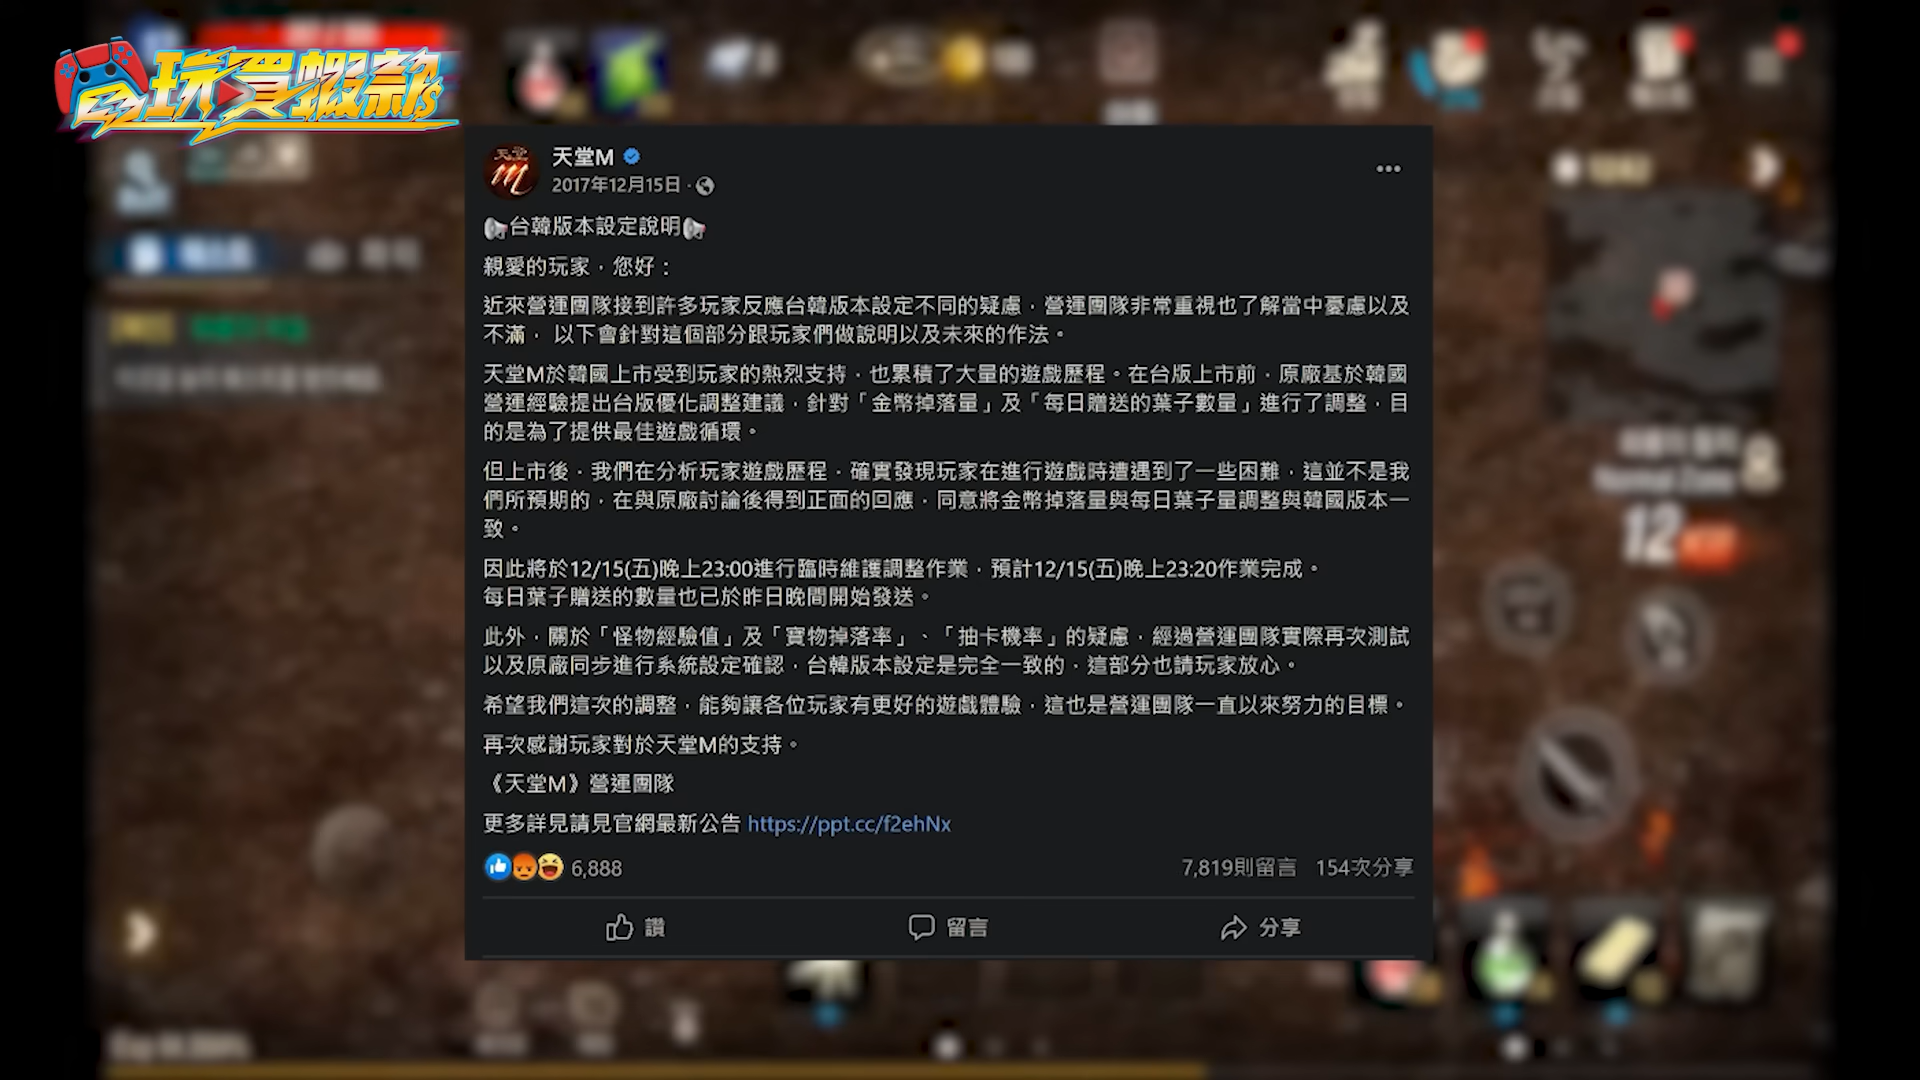 玩買蝦款
天堂M
2017年12月15日
台韓版本設定說明
親愛的玩家，您好：
近來營運團隊接到許多玩家反應台韓版本設定不同的疑慮，營運團隊非常重視也了解當中憂慮以及
不滿， 以下會針對這個部分跟玩家們做說明以及未來的作法。
天堂M於韓國上市受到玩家的熱烈支持，也累積了大量的遊戲歷程。在台版上市前，原廠基於韓國
營運經驗提出台版優化調整建議，針對「金幣掉落量」及「每日贈送的葉子數量」進行了調整，目
的是為了提供最佳遊戲循環。
但上市後，我們在分析玩家遊戲歷程，確實發現玩家在進行遊戲時遭遇到了一些困難，這並不是我
們所預期的，在與原廠討論後得到正面的回應，同意將金幣掉落量與每日葉子量調整與韓國版本一
致。
因此將於12/15(五)晚上23:00進行臨時維護調整作業，預計12/15(五)晚上23:20作業完成。
每日葉子贈送的數量也已於昨日晚間開始發送。
此外，關於「怪物經驗值」及「寶物掉落率」、「抽卡機率」的疑慮，經過營運團隊實際再次測試
以及原廠同步進行系統設定確認，台韓版本設定是完全一致的，這部分也請玩家放心。
希望我們這次的調整，能夠讓各位玩家有更好的遊戲體驗，這也是營運團隊一直以來努力的目標。
再次感謝玩家對於天堂M的支持。
《天堂M》營運團隊
更多詳見請見官網最新公告 https://ppt.cc/f2ehNx
6,888 7,819則留言 154次分享
讚 留言 分享
Normal Zone
12